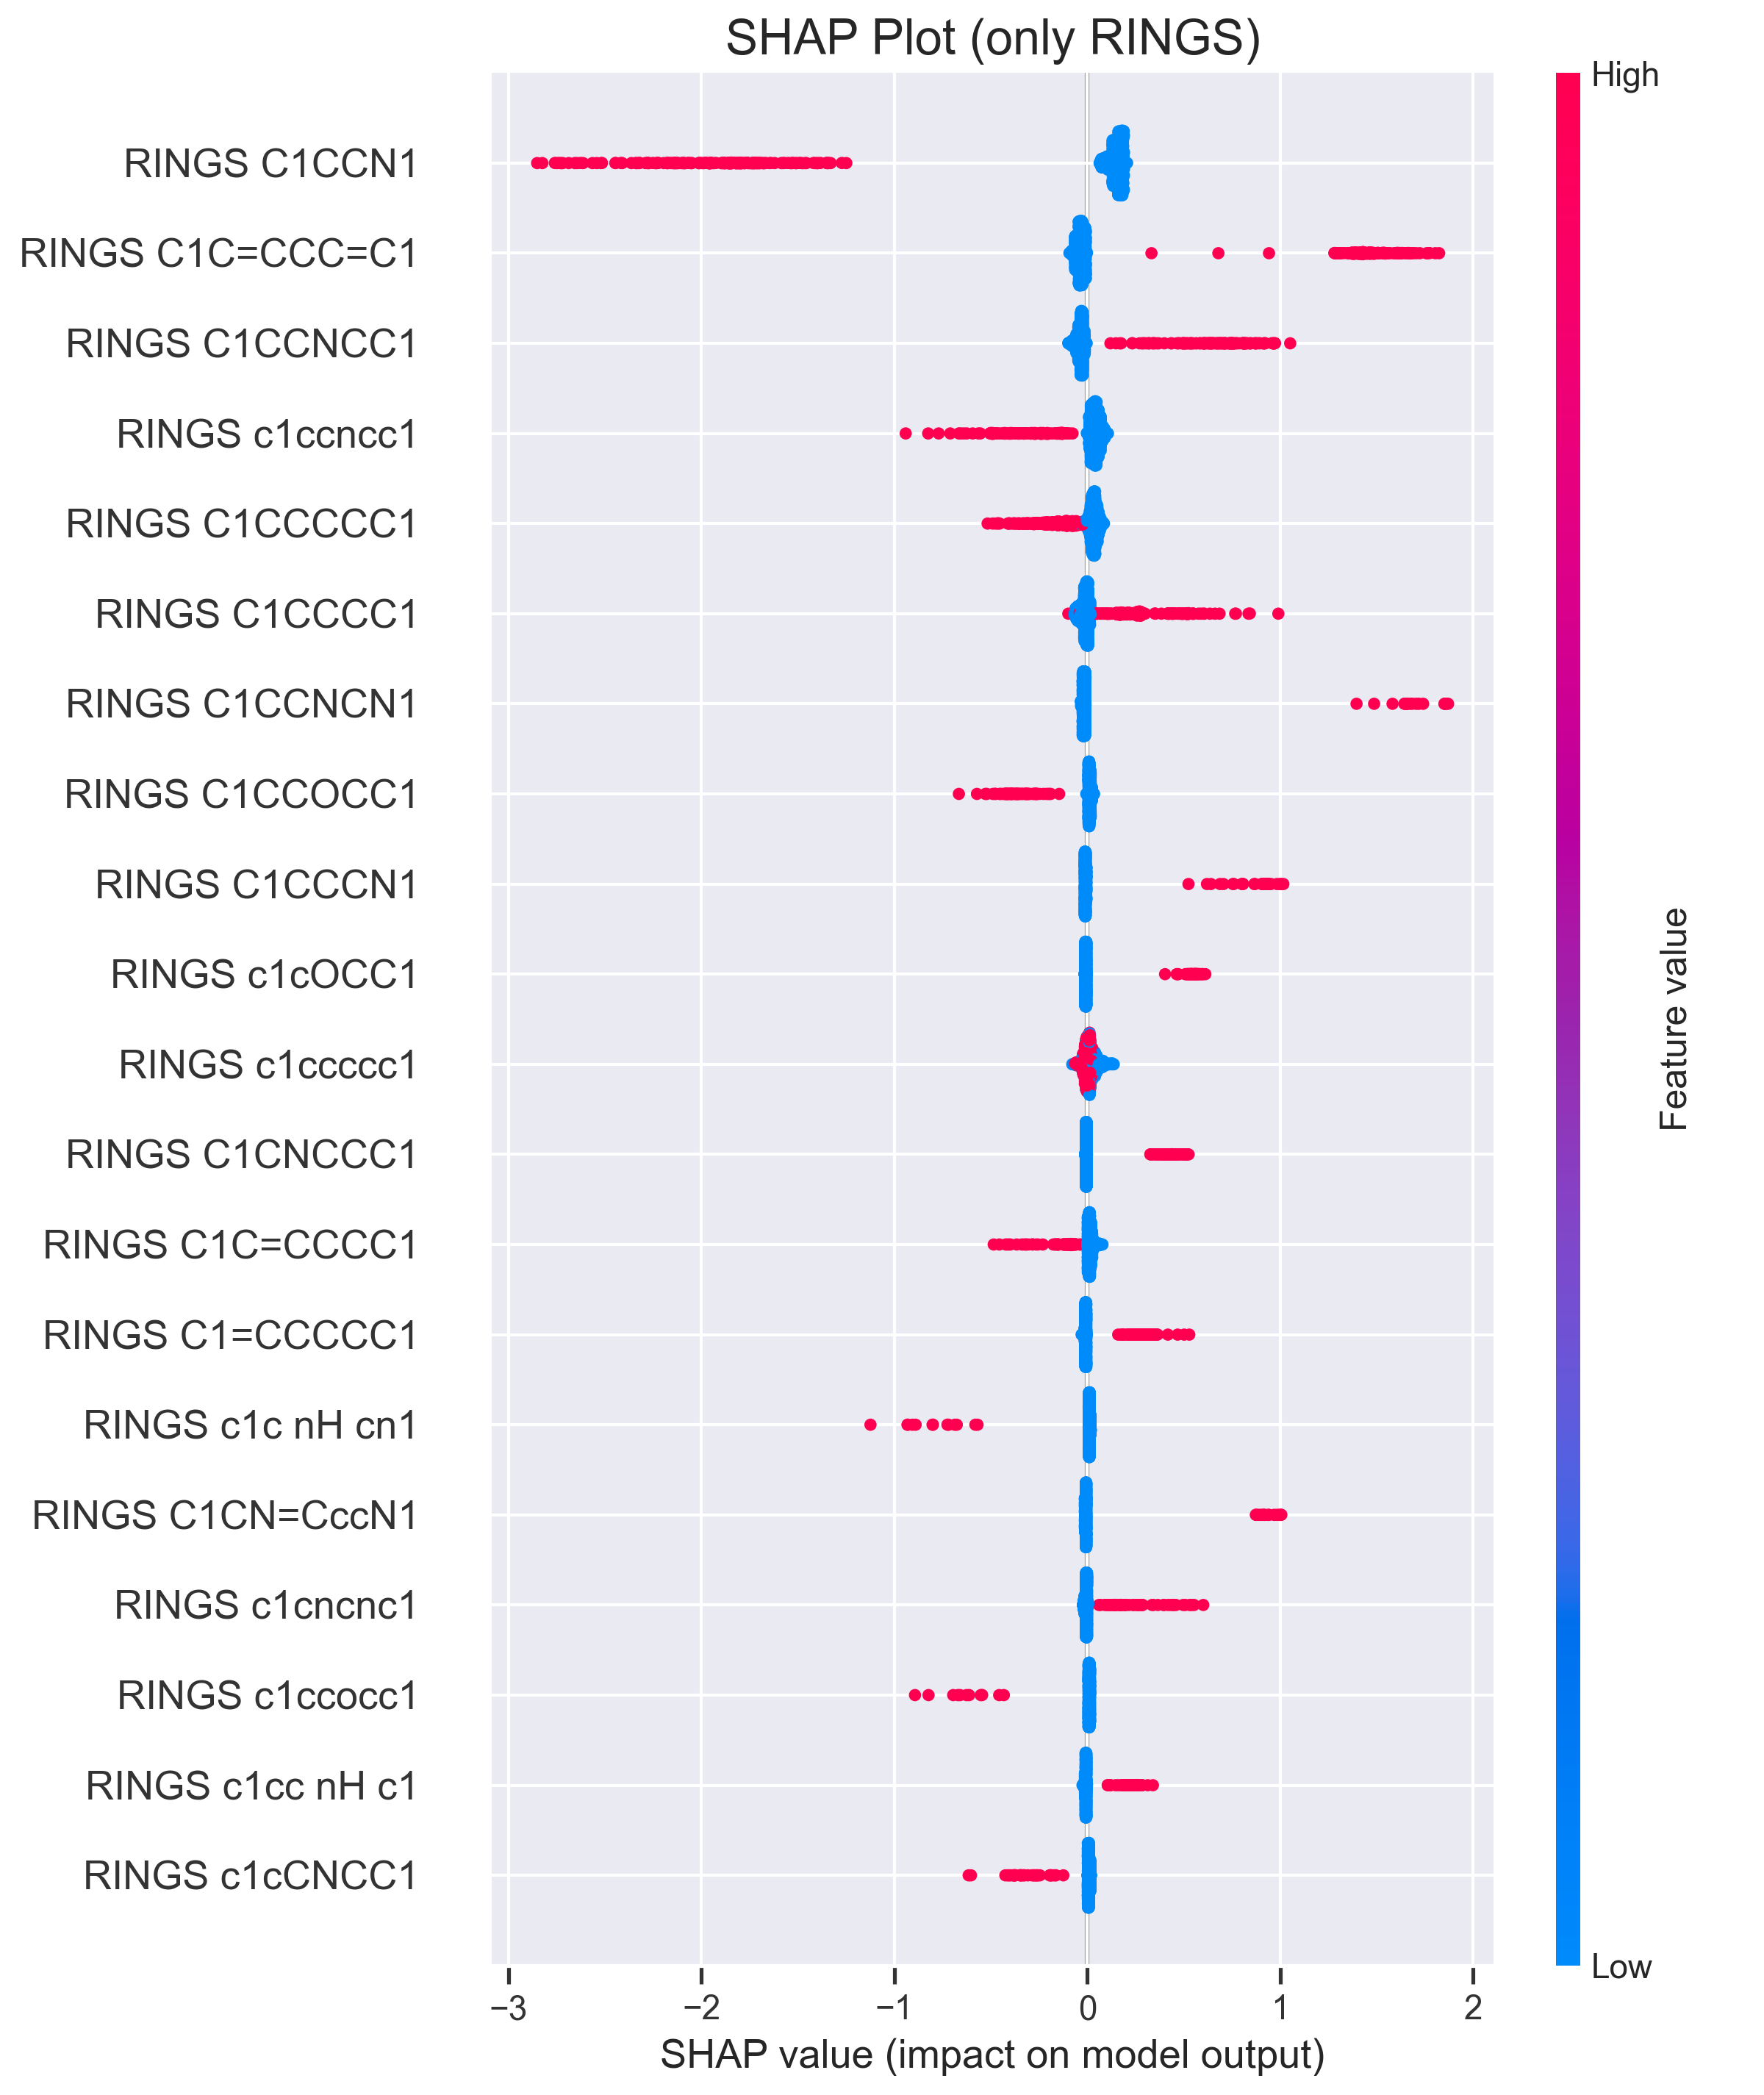 SHAP Plot (only RINGS)
High
RINGS C1CCN1
RINGS C1C=CCC=C1
RINGS C1CCNCC1
RINGS c1ccncc1
RINGS C1CCCCC1
RINGS C1CCCC1
RINGS C1CCNCN1
RINGS C1CCOCC1
RINGS C1CCCN1
RINGS c1cOCC1
RINGS c1ccccc1
RINGS C1CNCCC1
RINGS C1C=CCCC1
RINGS C1=CCCCC1
RINGS c1c nH cn1
RINGS C1CN=CccN1
RINGS c1cncnc1
RINGS c1ccocc1
RINGS c1cc nH c1
RINGS c1cCNCC1
Feature value
Low
−3 −2 −1 0 1 2
SHAP value (impact on model output)